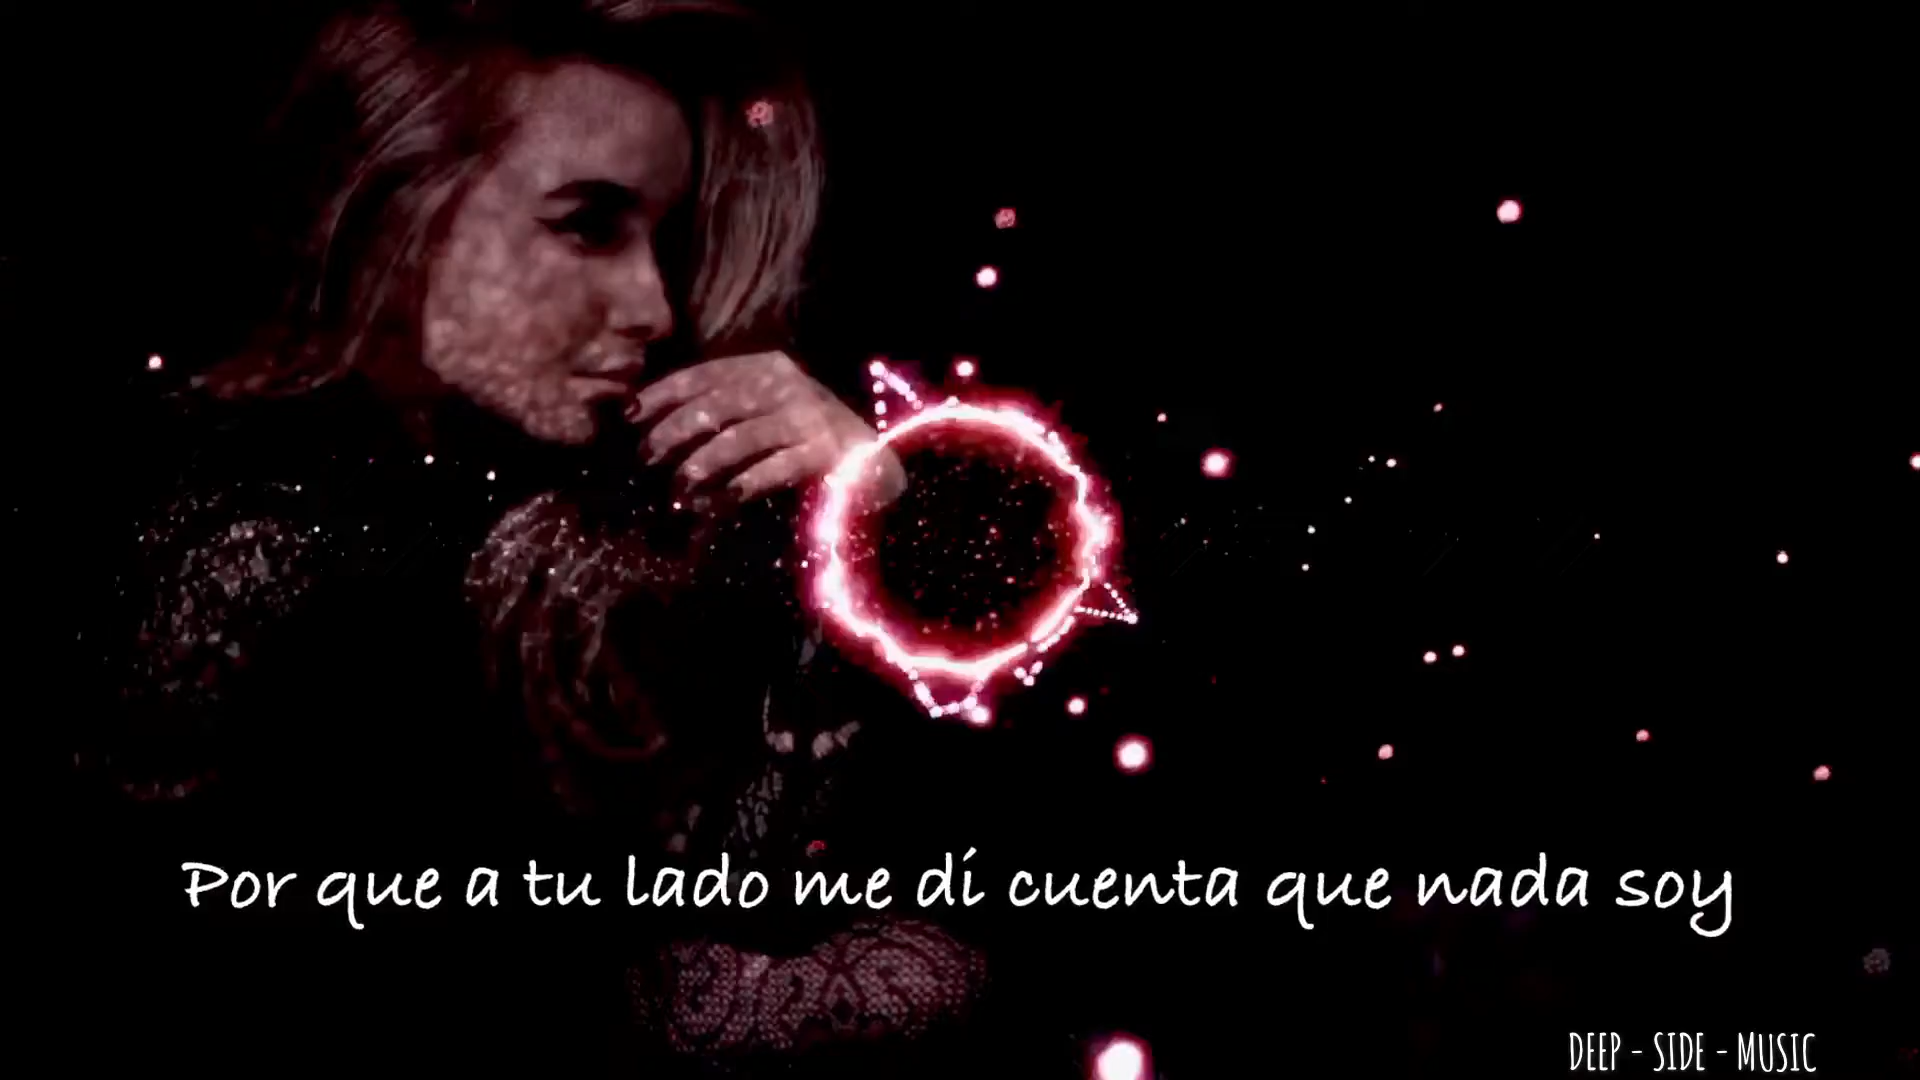 Por que a tu lado me dí cuenta que nada soy
DEEP - SIDE - MUSIC